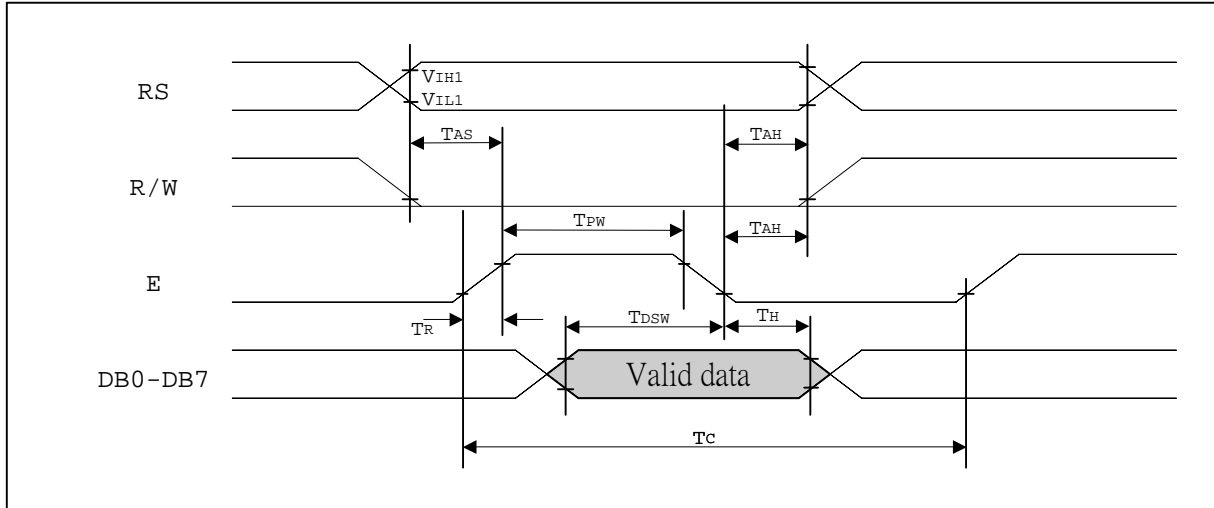 RS
VIH1
VIL1
TAS
TAH
R/W
TPW
TAH
E
TR
TDSW
TH
DB0-DB7
Valid data
TC